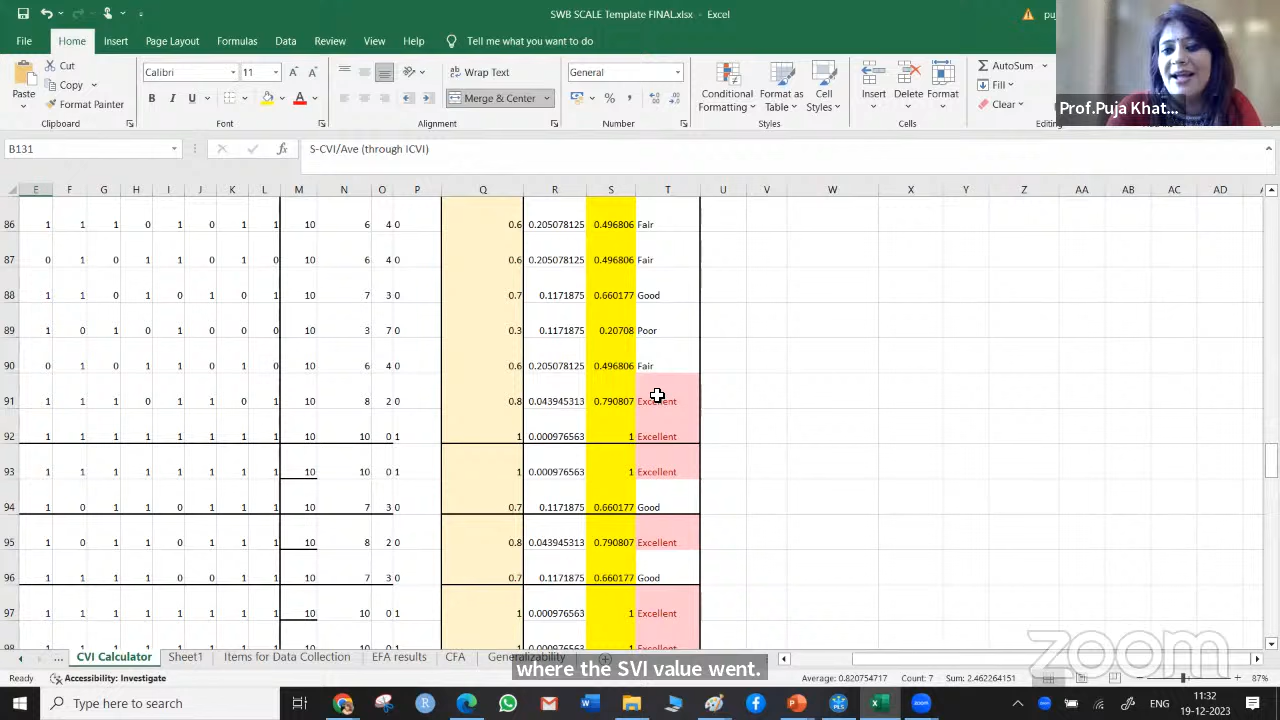 SWB SCALE Template FINAL.xlsx - Excel
pu
File Home Insert Page Layout Formulas Data Review View Help Tell me what you want to do
Paste Cut Copy Format Painter Clipboard
Calibri 11 A A B I U A Font
Wrap Text Merge & Center Alignment
General % Number
Conditional Formatting Format as Table Cell Styles Styles
Insert Delete Format Cells
AutoSum Fill Clear Editing
Prof.Puja Khat...
B131 fx S-CVI/Ave (through ICVI)
E F G H I J K L M N O P Q R S T U V W X Y Z AA AB AC AD
86 1 1 1 0 1 0 1 1 10 6 4 0 0.6 0.205078125 0.496806 Fair
87 0 1 0 1 0 1 1 0 10 6 4 0 0.6 0.205078125 0.496806 Fair
88 1 1 0 1 0 1 0 1 10 7 3 0 0.7 0.1171875 0.660177 Good
89 1 0 1 0 1 0 0 0 10 3 7 0 0.3 0.1171875 0.20708 Poor
90 0 1 0 1 0 1 1 0 10 6 4 0 0.6 0.205078125 0.496806 Fair
91 1 1 1 0 1 0 1 1 10 8 2 0 0.8 0.043945313 0.790807 Excellent
92 1 1 1 1 1 1 1 1 10 10 0 1 1 0.000976563 1 Excellent
93 1 1 1 1 1 1 1 1 10 10 0 1 1 0.000976563 1 Excellent
94 1 0 1 0 1 1 1 1 10 7 3 0 0.7 0.1171875 0.660177 Good
95 1 0 1 0 1 1 1 1 10 8 2 0 0.8 0.043945313 0.790807 Excellent
96 1 1 1 1 0 0 1 1 10 7 3 0 0.7 0.1171875 0.660177 Good
97 1 1 1 1 1 1 1 1 10 10 0 1 1 0.000976563 1 Excellent
zoom
... CVI Calculator Sheet1 Items for Data Collection EFA results CFA Generalizability
where the SVI value went.
Ready Accessibility: Investigate Average: 0.820754717 Count: 7 Sum: 2.462264151 87%
Type here to search
ENG 11:32
19-12-2023